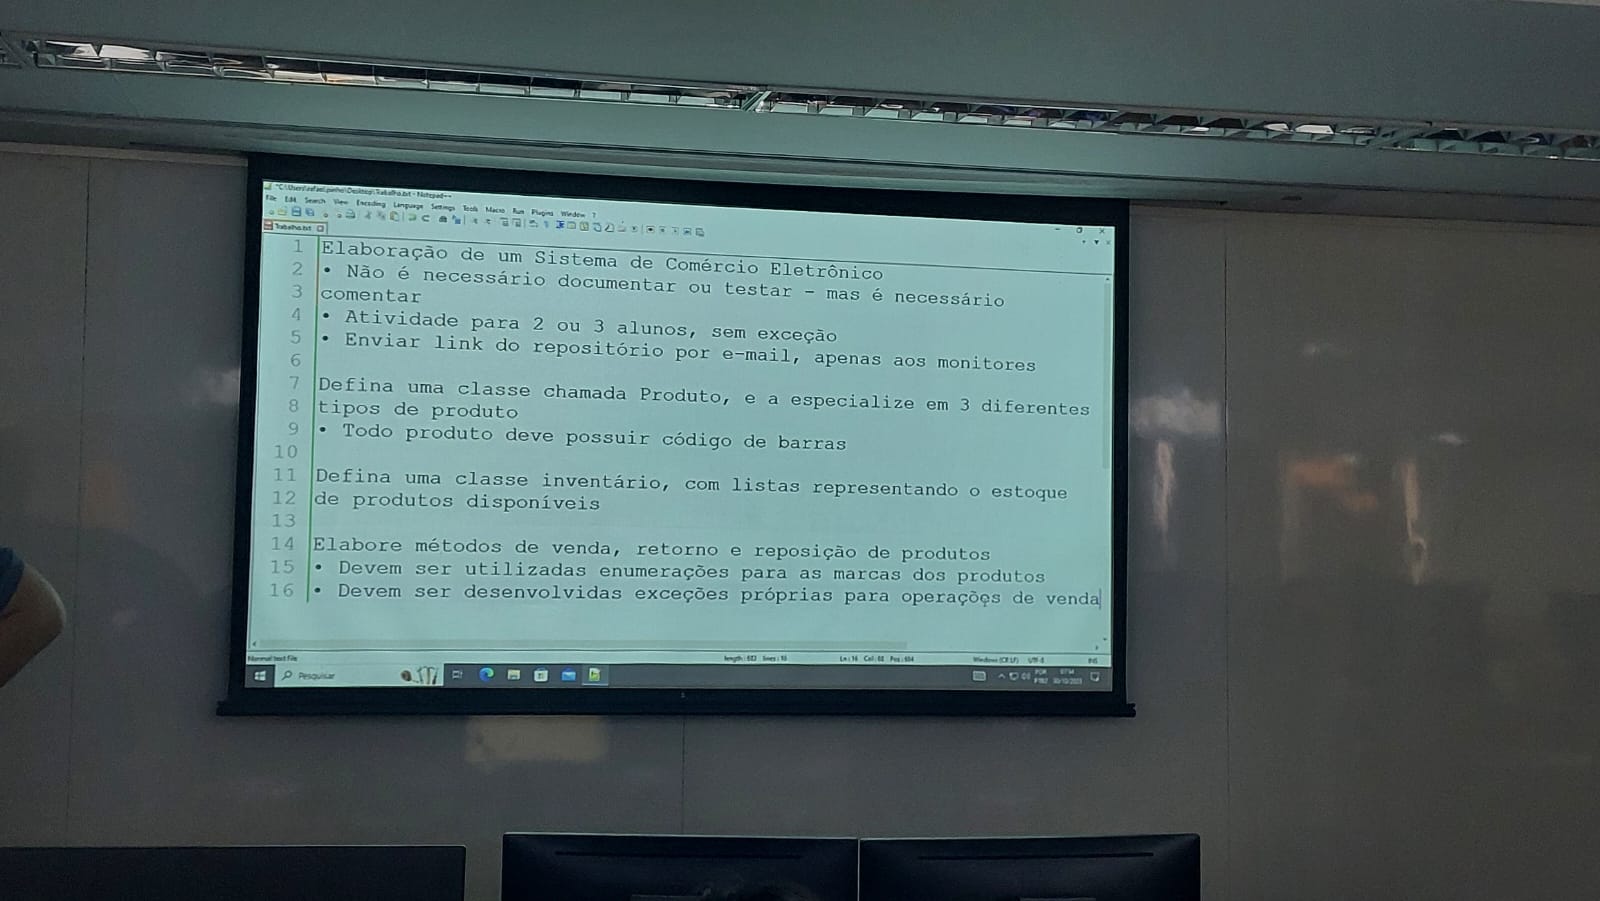 *C:\Users\rafael.pinho\Desktop\Trabalho.txt - Notepad++
File Edit Search View Encoding Language Settings Tools Macro Run Plugins Window ?
Trabalho.txt
1 Elaboração de um Sistema de Comércio Eletrônico
2 • Não é necessário documentar ou testar - mas é necessário
3 comentar
4 • Atividade para 2 ou 3 alunos, sem exceção
5 • Enviar link do repositório por e-mail, apenas aos monitores
6
7 Defina uma classe chamada Produto, e a especialize em 3 diferentes
8 tipos de produto
9 • Todo produto deve possuir código de barras
10
11 Defina uma classe inventário, com listas representando o estoque
12 de produtos disponíveis
13
14 Elabore métodos de venda, retorno e reposição de produtos
15 • Devem ser utilizadas enumerações para as marcas dos produtos
16 • Devem ser desenvolvidas exceções próprias para operações de venda
Normal text file length : 683 lines : 16 Ln : 16 Col : 68 Pos : 684 Windows (CR LF) UTF-8 INS
Pesquisar
POR
PTB2 30/10/2023